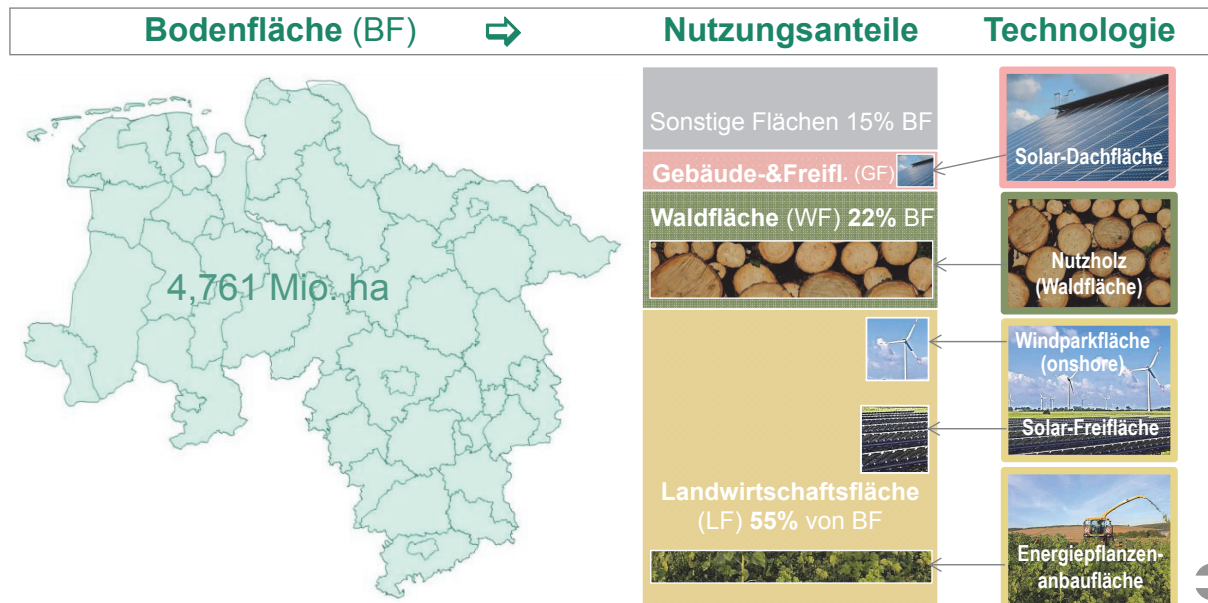 Bodenfläche (BF)
Nutzungsanteile
Technologie
4,761 Mio. ha
Sonstige Flächen 15% BF
Gebäude-&Freifl. (GF)
Waldfläche (WF) 22% BF
Landwirtschaftsfläche
(LF) 55% von BF
Solar-Dachfläche
Nutzholz
(Waldfläche)
Windparkfläche
(onshore)
Solar-Freifläche
Energiepflanzen-
anbaufläche